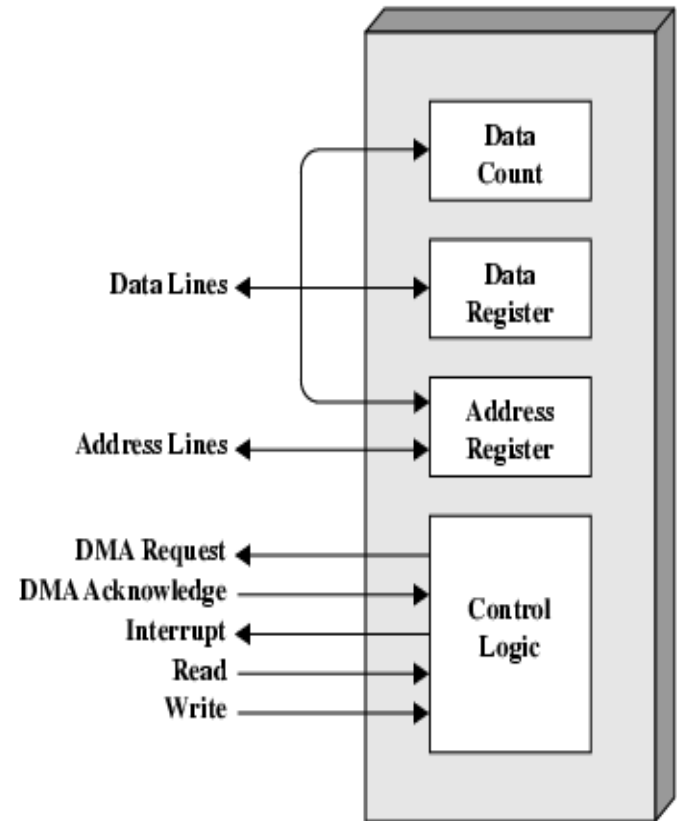 Data
Count
Data Lines
Data
Register
Address
Register
Address Lines
DMA Request
DMA Acknowledge
Interrupt
Read
Write
Control
Logic